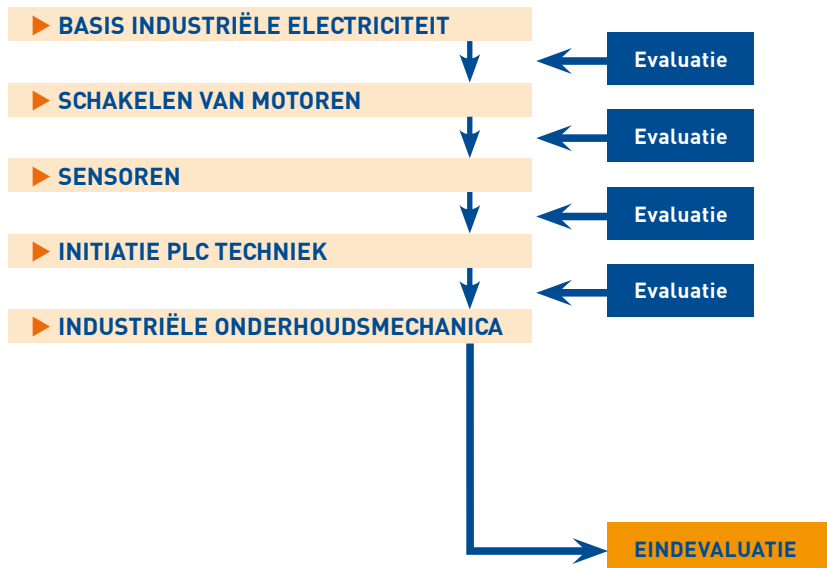 BASIS INDUSTRIËLE ELECTRICITEIT
Evaluatie
SCHAKELEN VAN MOTOREN
Evaluatie
SENSOREN
Evaluatie
INITIATIE PLC TECHNIEK
Evaluatie
INDUSTRIËLE ONDERHOUDSMECHANICA
EINDEVALUATIE